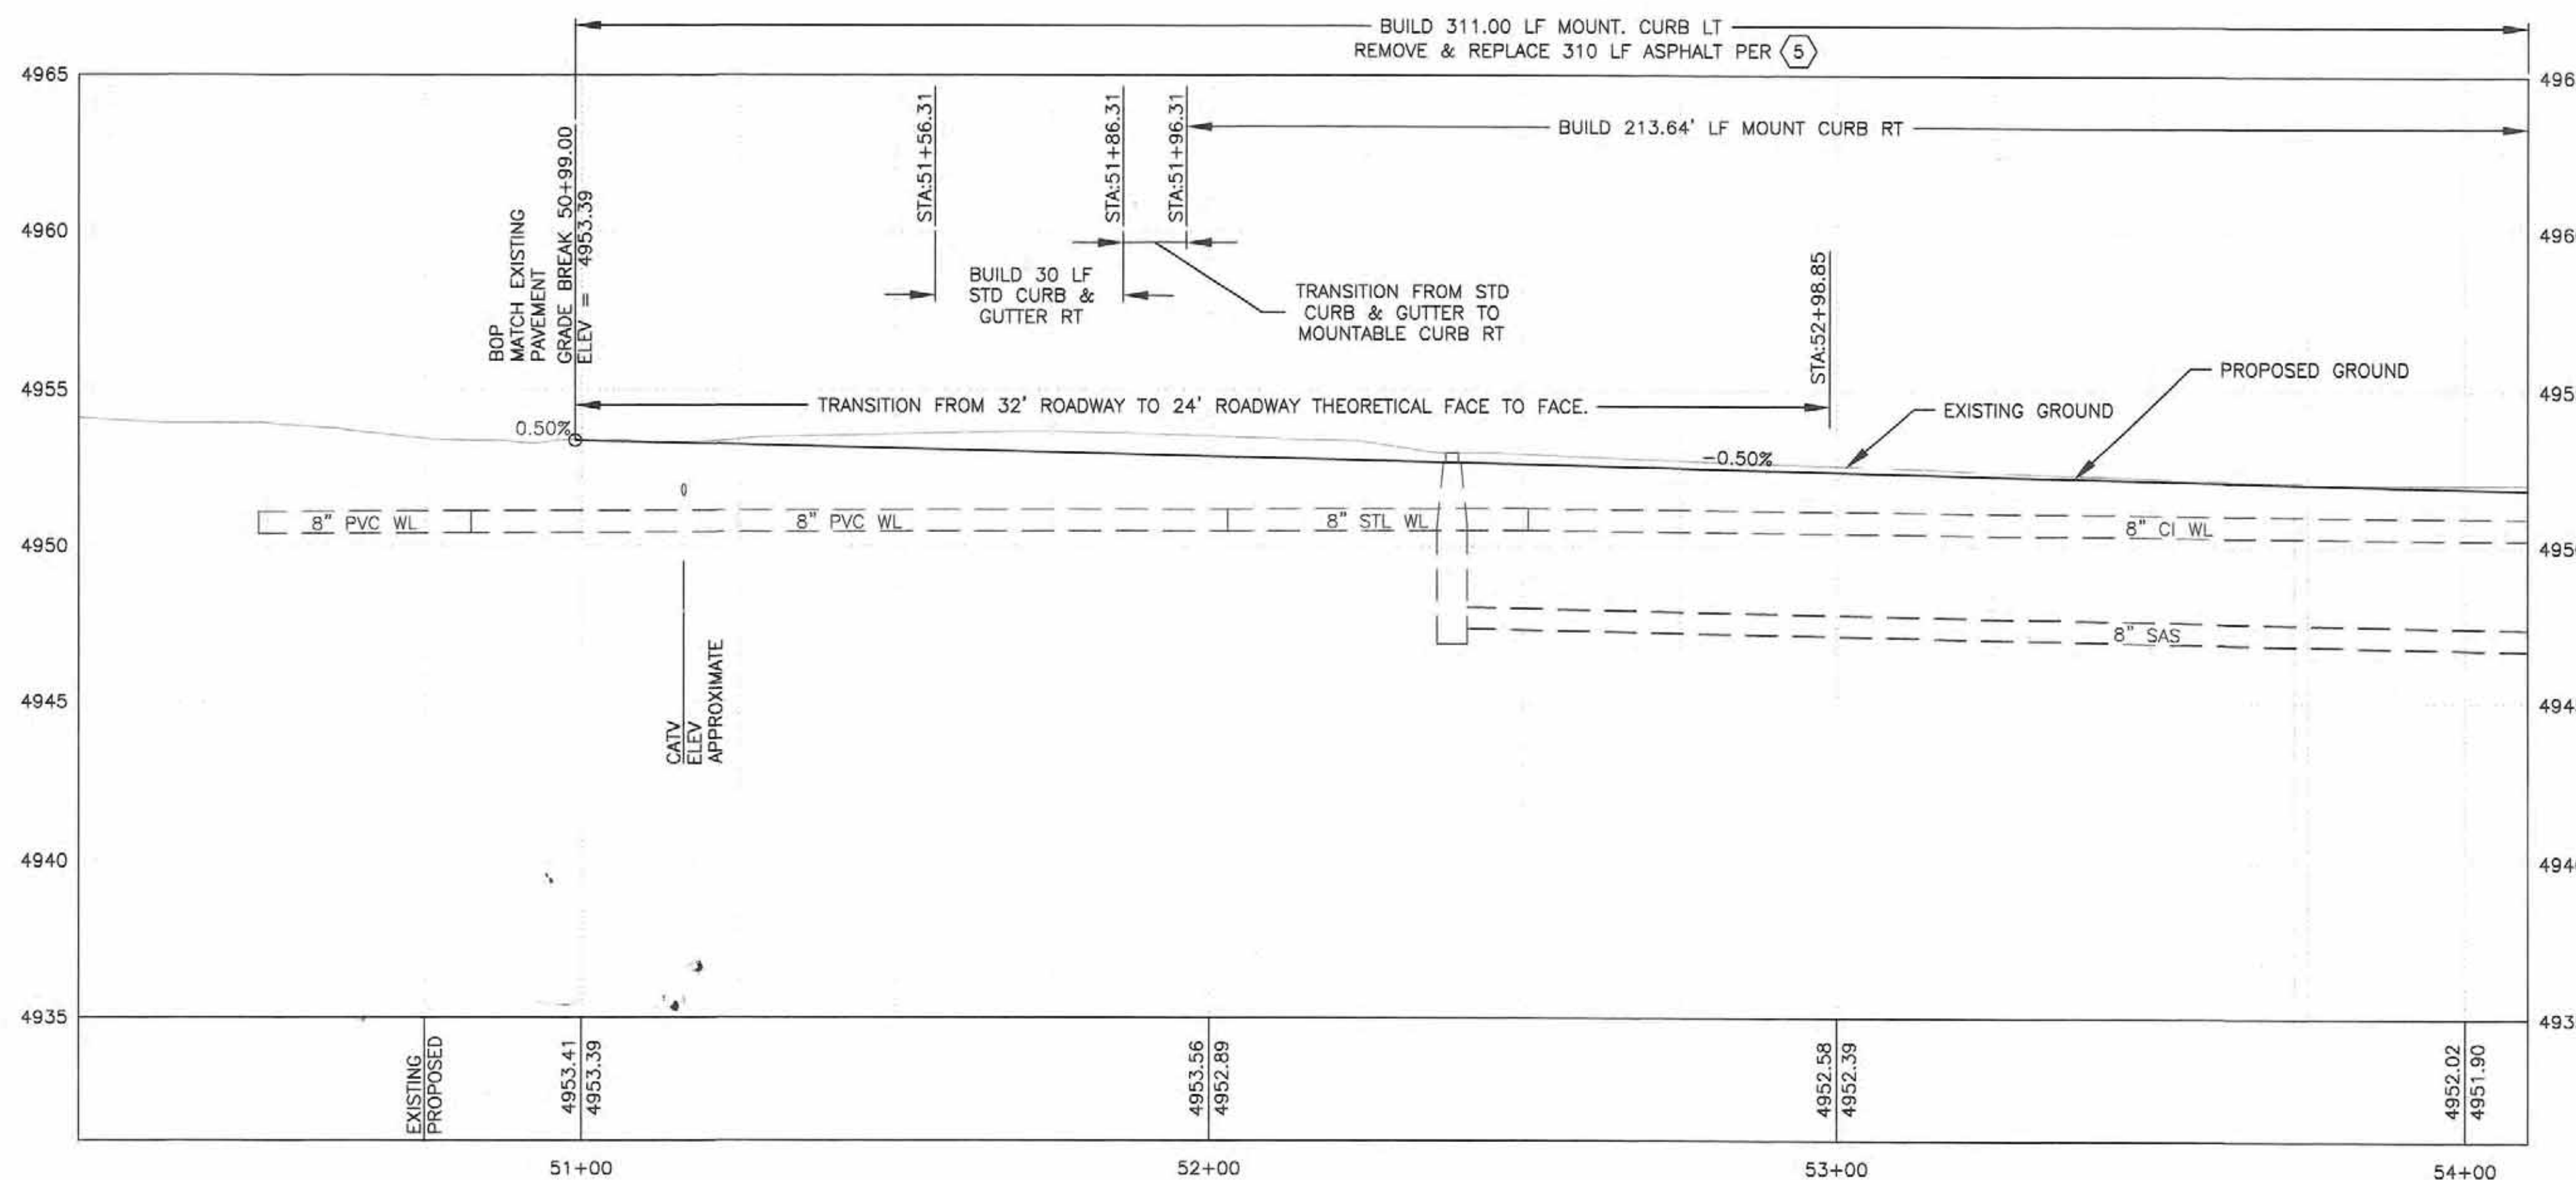 BUILD 311.00 LF MOUNT. CURB LT
REMOVE & REPLACE 310 LF ASPHALT PER 5
4965
496
BUILD 213.64' LF MOUNT CURB RT
STA:51+56.31
STA:51+86.31
STA:51+96.31
BOP
MATCH EXISTING
PAVEMENT
GRADE BREAK 50+99.00
ELEV = 4953.39
4960
496
BUILD 30 LF
STD CURB &
GUTTER RT
TRANSITION FROM STD
CURB & GUTTER TO
MOUNTABLE CURB RT
STA:52+98.85
PROPOSED GROUND
4955
495
TRANSITION FROM 32' ROADWAY TO 24' ROADWAY THEORETICAL FACE TO FACE.
EXISTING GROUND
0.50%
-0.50%
8" PVC WL
8" PVC WL
8" STL WL
8" CI WL
4950
495
8" SAS
CATV
ELEV
APPROXIMATE
4945
494
4940
494
4935
493
EXISTING
PROPOSED
4953.41
4953.39
4953.56
4952.89
4952.58
4952.39
4952.02
4951.90
51+00
52+00
53+00
54+00